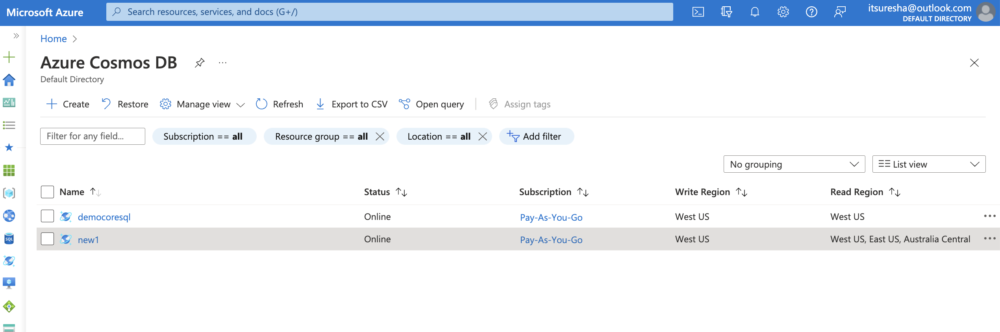 Microsoft Azure
Search resources, services, and docs (G+/)
itsuresha@outlook.com
DEFAULT DIRECTORY
Home
Azure Cosmos DB
Default Directory
Create Restore Manage view Refresh Export to CSV Open query Assign tags
Filter for any field... Subscription == all Resource group == all Location == all Add filter
No grouping List view
Name Status Subscription Write Region Read Region
democoresql Online Pay-As-You-Go West US West US
new1 Online Pay-As-You-Go West US West US, East US, Australia Central
SQL